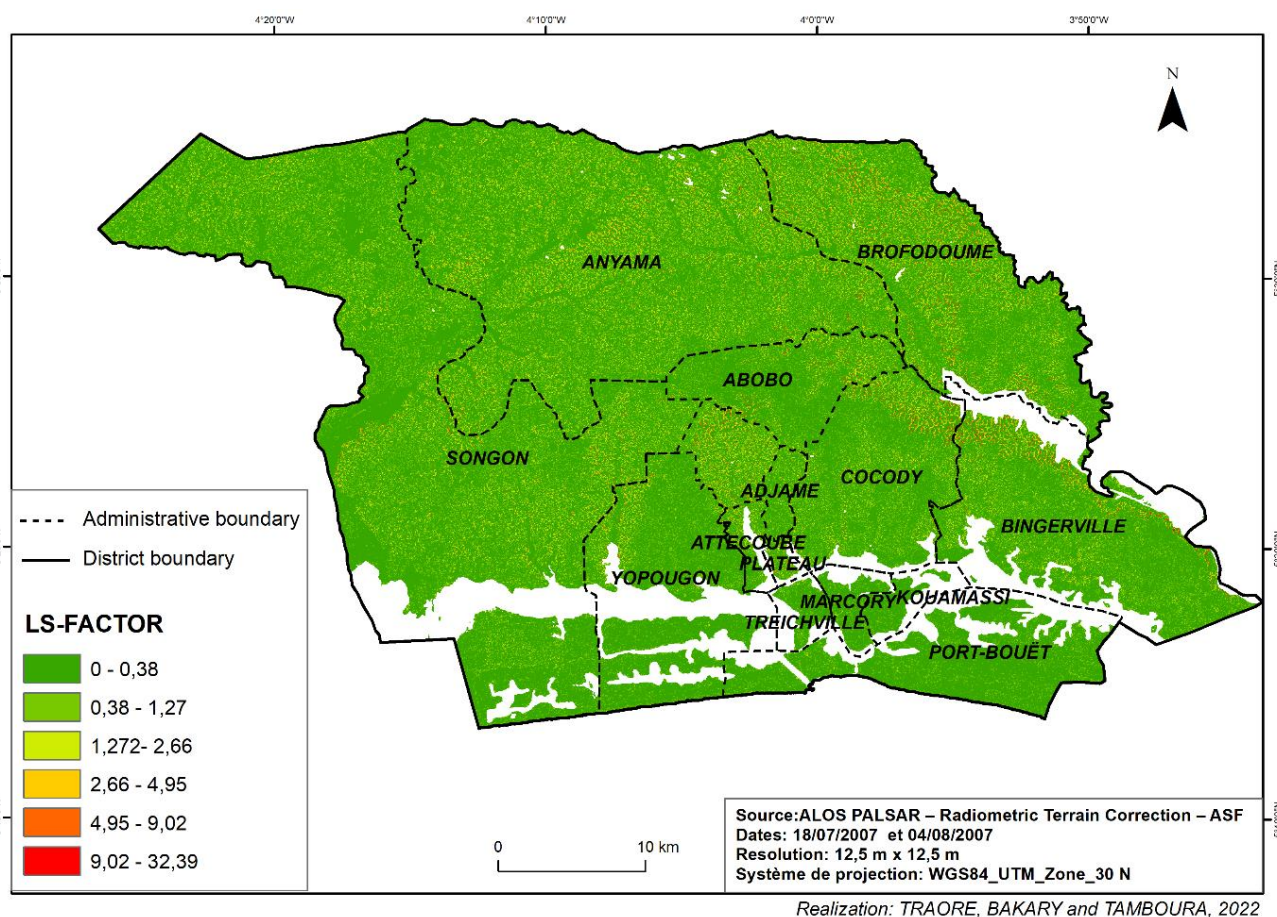 4°20'0"W 4°10'0"W 4°0'0"W 3°50'0"W
N
ANYAMA
BROFODOUME
ABOBO
SONGON
COCODY
ADJAME
BINGERVILLE
ATTECOUBE
PLATEAU
YOPOUGON
KOUAMASSI
MARCORY
TREICHVILLE
PORT-BOUËT
Administrative boundary
District boundary
LS-FACTOR
0 - 0,38
0,38 - 1,27
1,272- 2,66
2,66 - 4,95
4,95 - 9,02
9,02 - 32,39
0 10 km
Source:ALOS PALSAR – Radiometric Terrain Correction – ASF
Dates: 18/07/2007 et 04/08/2007
Resolution: 12,5 m x 12,5 m
Système de projection: WGS84_UTM_Zone_30 N
Realization: TRAORE, BAKARY and TAMBOURA, 2022